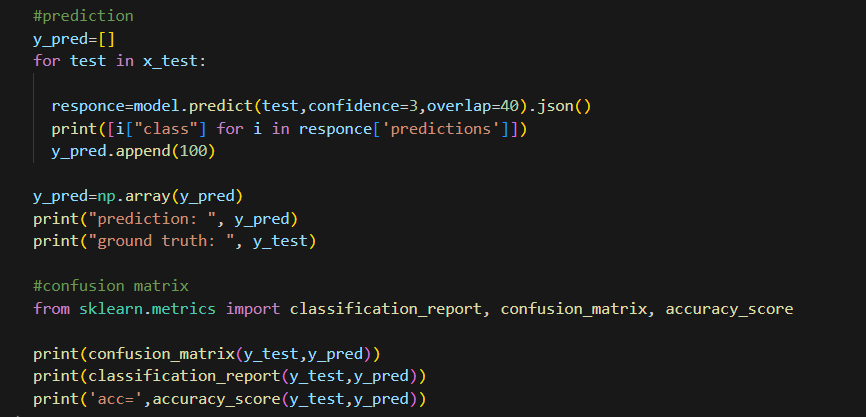 #prediction
y_pred=[]
for test in x_test:
responce=model.predict(test,confidence=3,overlap=40).json()
print([i["class"] for i in responce['predictions']])
y_pred.append(100)
y_pred=np.array(y_pred)
print("prediction: ", y_pred)
print("ground truth: ", y_test)
#confusion matrix
from sklearn.metrics import classification_report, confusion_matrix, accuracy_score
print(confusion_matrix(y_test,y_pred))
print(classification_report(y_test,y_pred))
print('acc=',accuracy_score(y_test,y_pred))